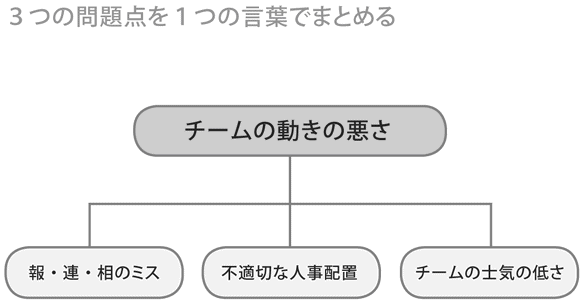 ３つの問題点を１つの言葉でまとめる
チームの動きの悪さ
報・連・相のミス
不適切な人事配置
チームの士気の低さ